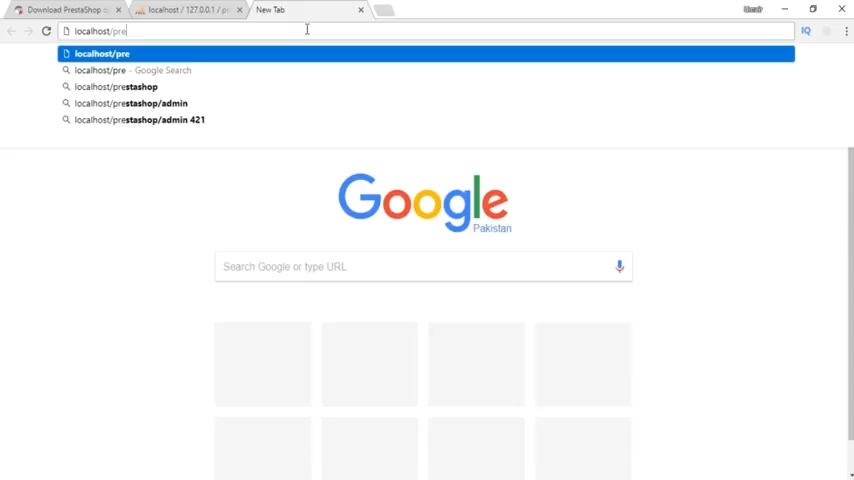 Download PrestaShop o
localhost / 127.0.0.1 / p
New Tab
localhost/pre
IQ
localhost/pre
localhost/pre - Google Search
localhost/prestashop
localhost/prestashop/admin
localhost/prestashop/admin 421
Google
Pakistan
Search Google or type URL